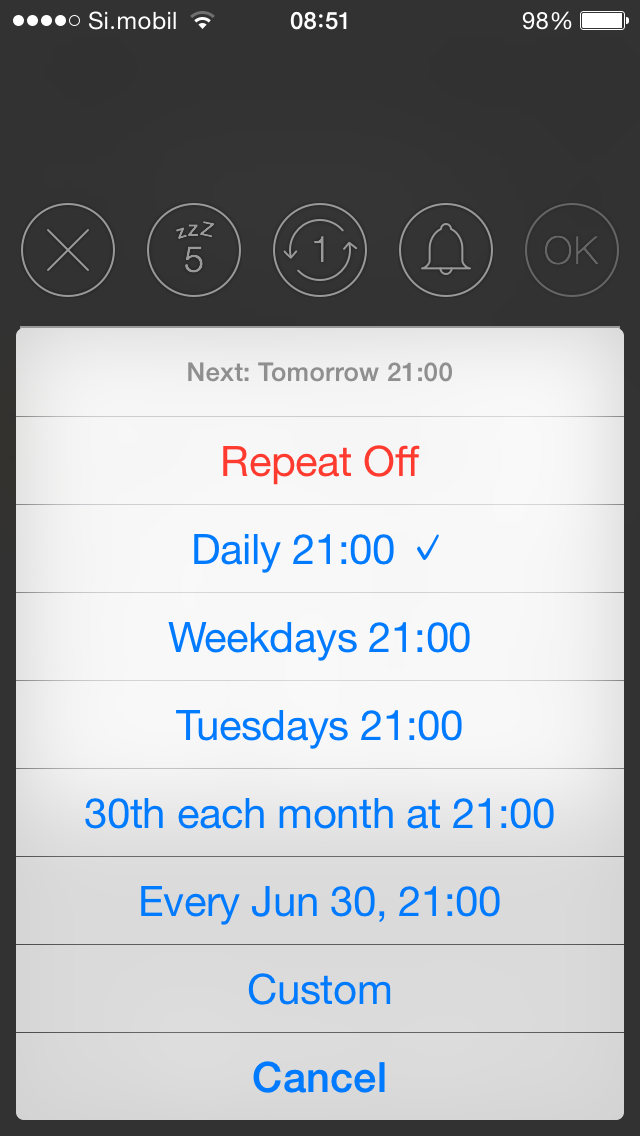 Si.mobil 08:51 98%
zzZ
5 1 OK
Next: Tomorrow 21:00
Repeat Off
Daily 21:00 ✓
Weekdays 21:00
Tuesdays 21:00
30th each month at 21:00
Every Jun 30, 21:00
Custom
Cancel